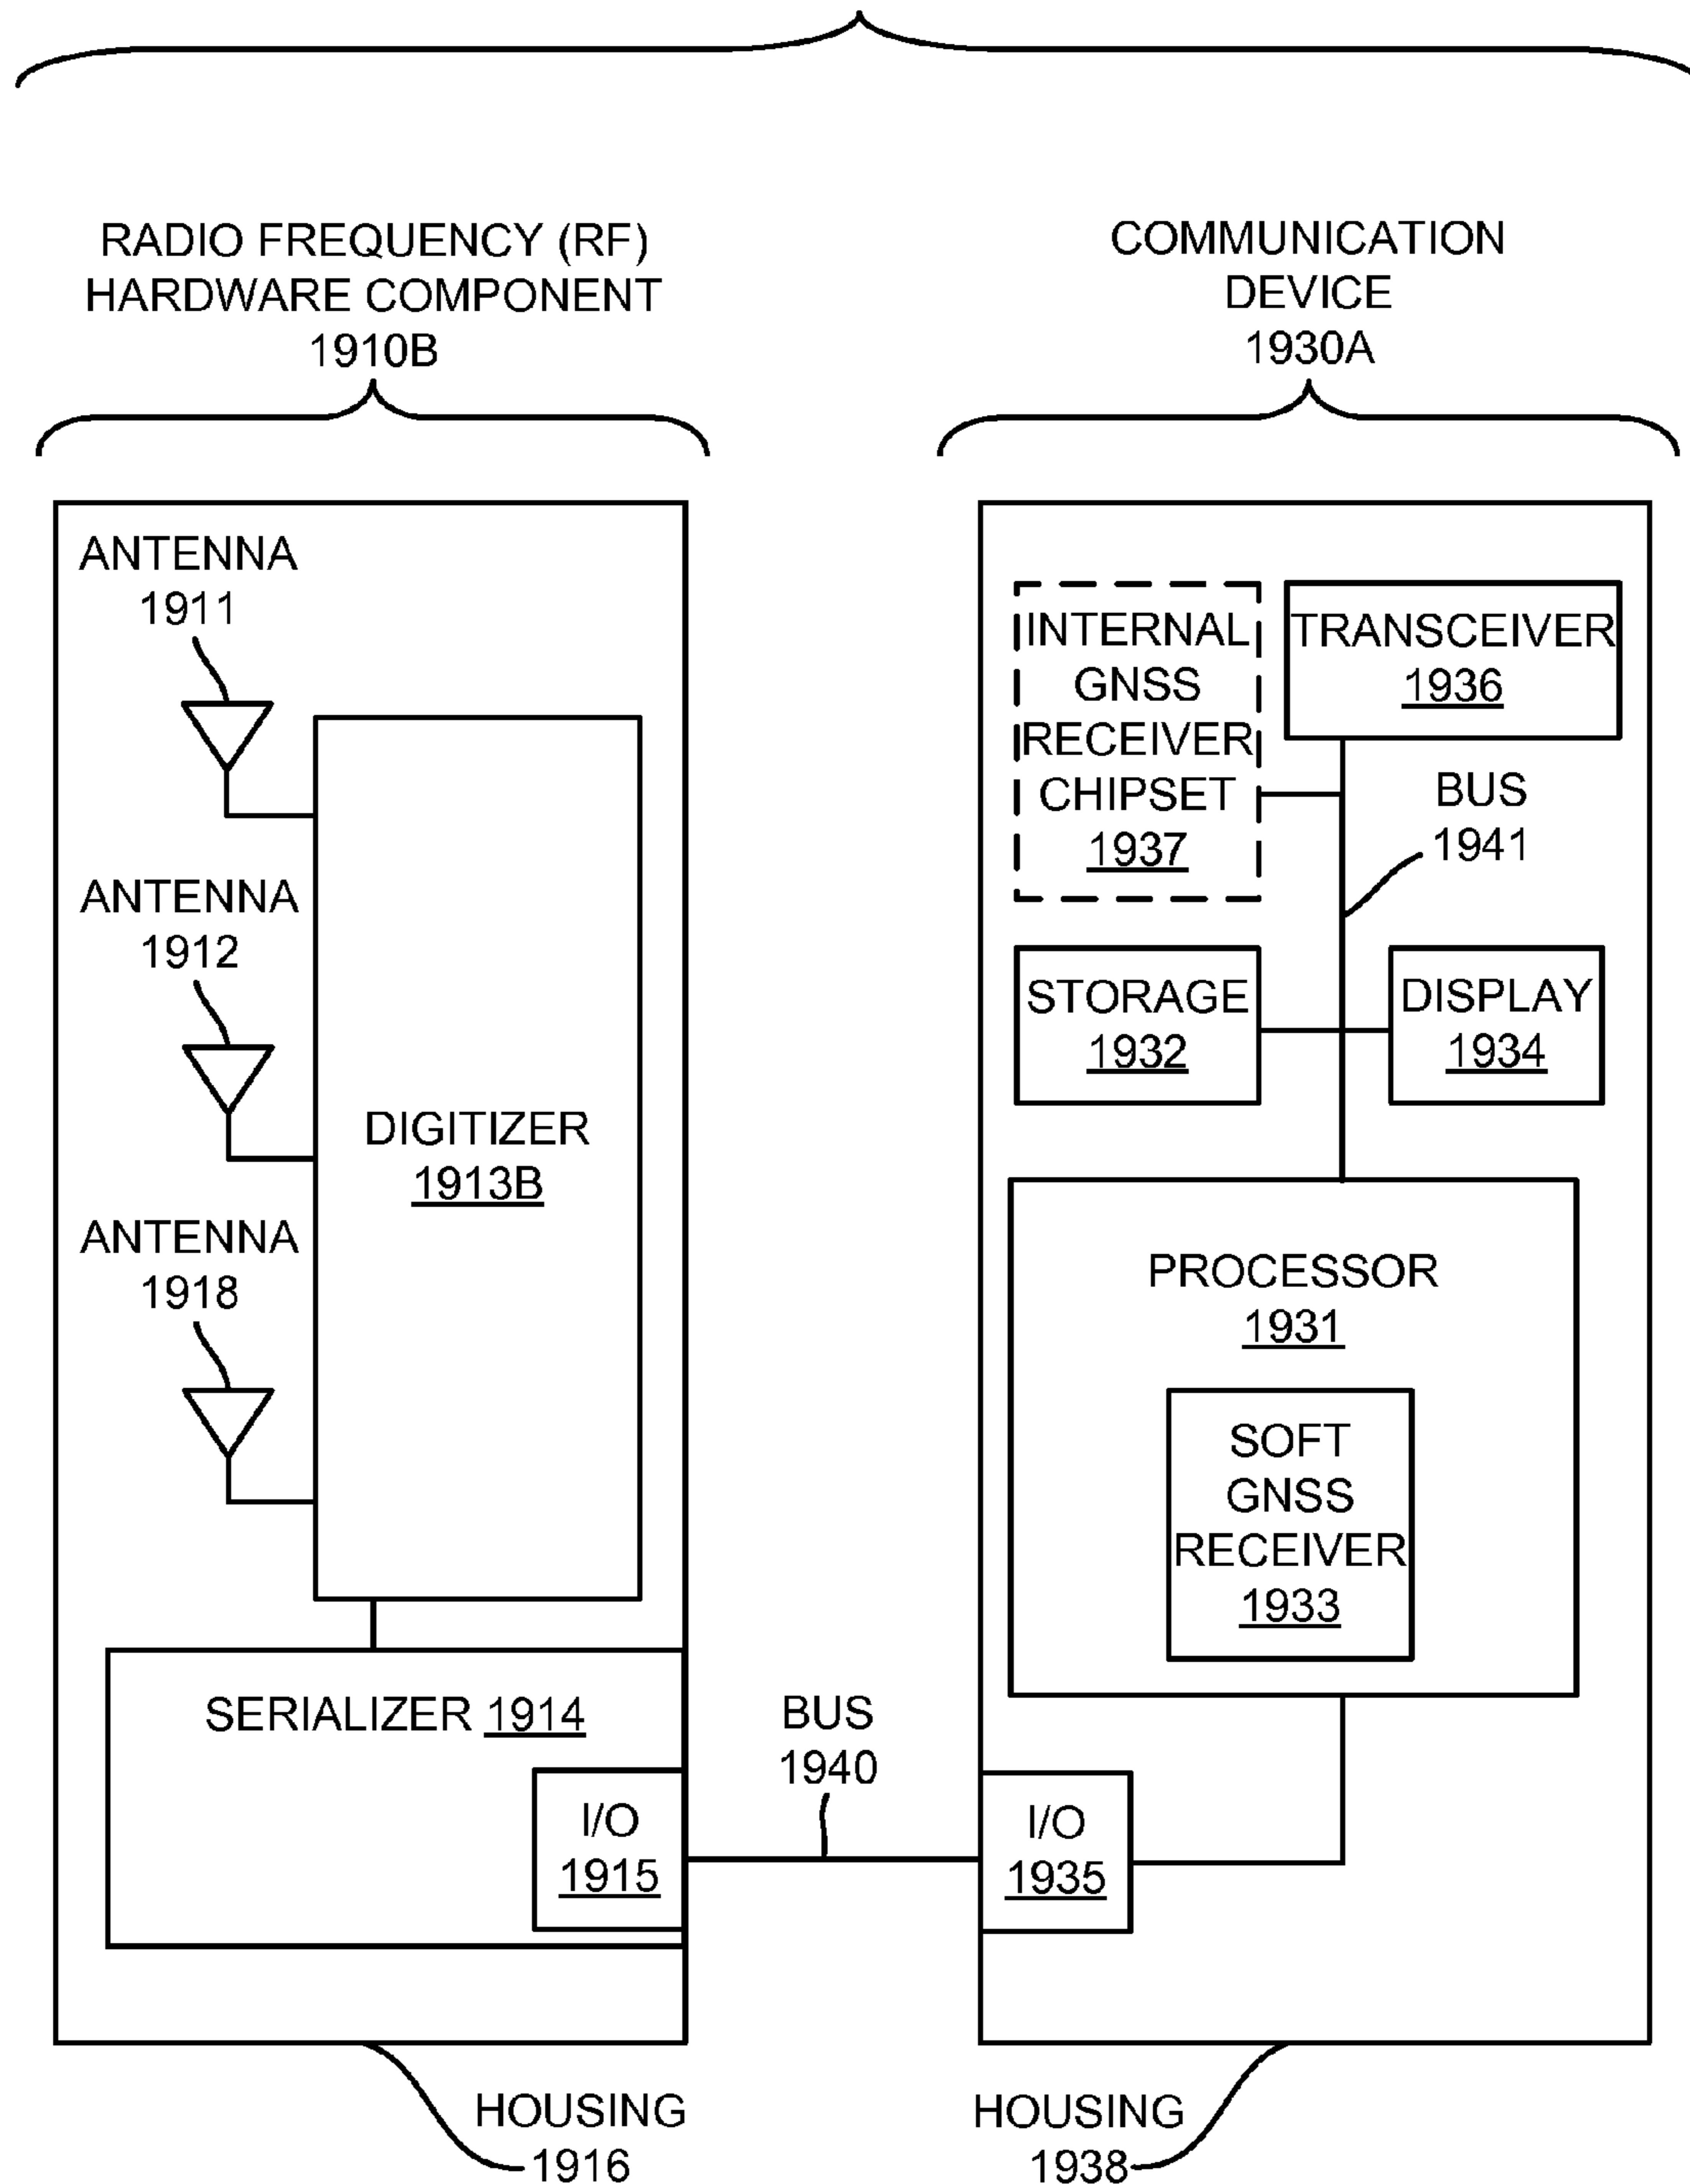 RADIO FREQUENCY (RF)
HARDWARE COMPONENT
1910B
COMMUNICATION
DEVICE
1930A
ANTENNA
1911
ANTENNA
1912
ANTENNA
1918
DIGITIZER
1913B
SERIALIZER 1914
I/O
1915
HOUSING
1916
BUS
1940
INTERNAL
GNSS
RECEIVER
CHIPSET
1937
TRANSCEIVER
1936
BUS
1941
STORAGE
1932
DISPLAY
1934
PROCESSOR
1931
SOFT
GNSS
RECEIVER
1933
I/O
1935
HOUSING
1938